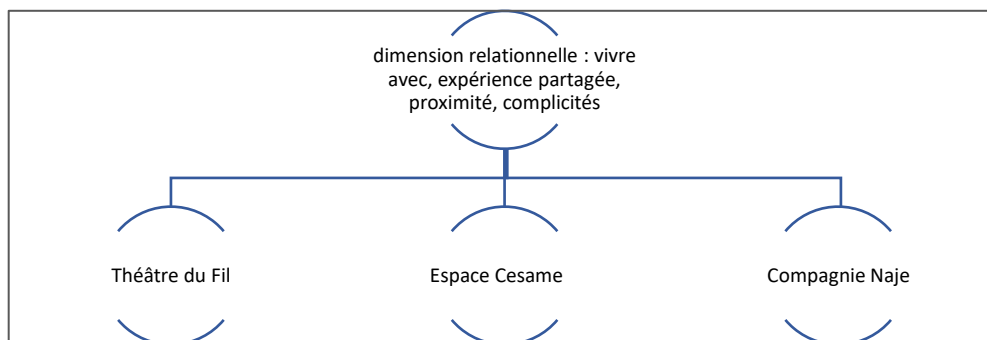 dimension relationnelle : vivre
avec, expérience partagée,
proximité, complicités
Théâtre du Fil
Espace Cesame
Compagnie Naje